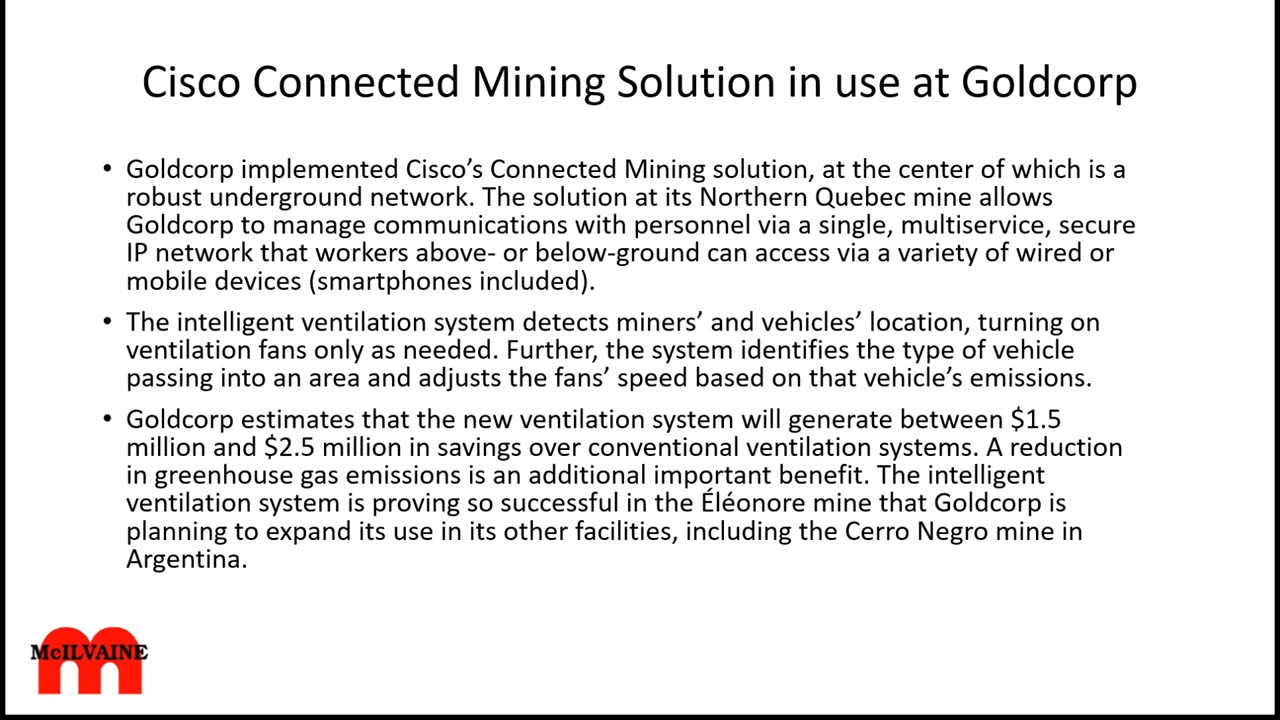 Cisco Connected Mining Solution in use at Goldcorp
• Goldcorp implemented Cisco’s Connected Mining solution, at the center of which is a
robust underground network. The solution at its Northern Quebec mine allows
Goldcorp to manage communications with personnel via a single, multiservice, secure
IP network that workers above- or below-ground can access via a variety of wired or
mobile devices (smartphones included).
• The intelligent ventilation system detects miners’ and vehicles’ location, turning on
ventilation fans only as needed. Further, the system identifies the type of vehicle
passing into an area and adjusts the fans’ speed based on that vehicle’s emissions.
• Goldcorp estimates that the new ventilation system will generate between $1.5
million and $2.5 million in savings over conventional ventilation systems. A reduction
in greenhouse gas emissions is an additional important benefit. The intelligent
ventilation system is proving so successful in the Éléonore mine that Goldcorp is
planning to expand its use in its other facilities, including the Cerro Negro mine in
Argentina.
McILVAINE